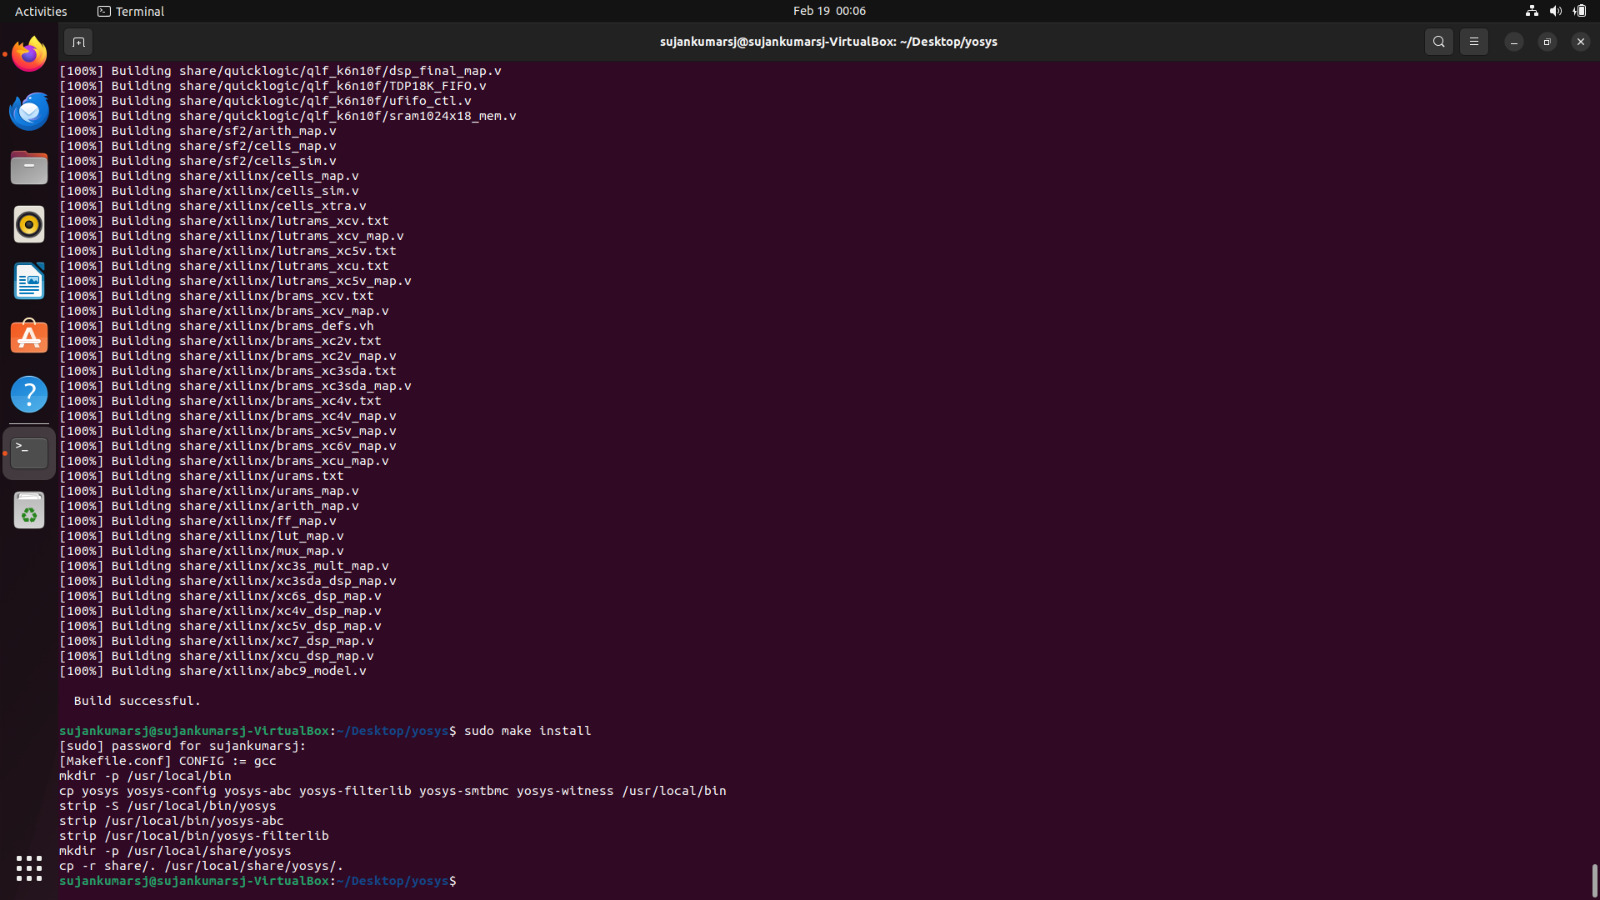 Activities
Terminal
Feb 19 00:06
sujankumarsj@sujankumarsj-VirtualBox: ~/Desktop/yosys
[100%] Building share/quicklogic/qlf_k6n10f/dsp_final_map.v
[100%] Building share/quicklogic/qlf_k6n10f/TDP18K_FIFO.v
[100%] Building share/quicklogic/qlf_k6n10f/ufifo_ctl.v
[100%] Building share/quicklogic/qlf_k6n10f/sram1024x18_mem.v
[100%] Building share/sf2/arith_map.v
[100%] Building share/sf2/cells_map.v
[100%] Building share/sf2/cells_sim.v
[100%] Building share/xilinx/cells_map.v
[100%] Building share/xilinx/cells_sim.v
[100%] Building share/xilinx/cells_xtra.v
[100%] Building share/xilinx/lutrams_xcv.txt
[100%] Building share/xilinx/lutrams_xcv_map.v
[100%] Building share/xilinx/lutrams_xc5v.txt
[100%] Building share/xilinx/lutrams_xcu.txt
[100%] Building share/xilinx/lutrams_xc5v_map.v
[100%] Building share/xilinx/brams_xcv.txt
[100%] Building share/xilinx/brams_xcv_map.v
[100%] Building share/xilinx/brams_defs.vh
[100%] Building share/xilinx/brams_xc2v.txt
[100%] Building share/xilinx/brams_xc2v_map.v
[100%] Building share/xilinx/brams_xc3sda.txt
[100%] Building share/xilinx/brams_xc3sda_map.v
[100%] Building share/xilinx/brams_xc4v.txt
[100%] Building share/xilinx/brams_xc4v_map.v
[100%] Building share/xilinx/brams_xc5v_map.v
[100%] Building share/xilinx/brams_xc6v_map.v
[100%] Building share/xilinx/brams_xcu_map.v
[100%] Building share/xilinx/urams.txt
[100%] Building share/xilinx/urams_map.v
[100%] Building share/xilinx/arith_map.v
[100%] Building share/xilinx/ff_map.v
[100%] Building share/xilinx/lut_map.v
[100%] Building share/xilinx/mux_map.v
[100%] Building share/xilinx/xc3s_mult_map.v
[100%] Building share/xilinx/xc3sda_dsp_map.v
[100%] Building share/xilinx/xc6s_dsp_map.v
[100%] Building share/xilinx/xc4v_dsp_map.v
[100%] Building share/xilinx/xc5v_dsp_map.v
[100%] Building share/xilinx/xc7_dsp_map.v
[100%] Building share/xilinx/xcu_dsp_map.v
[100%] Building share/xilinx/abc9_model.v
Build successful.
sujankumarsj@sujankumarsj-VirtualBox:~/Desktop/yosys$ sudo make install
[sudo] password for sujankumarsj:
[Makefile.conf] CONFIG := gcc
mkdir -p /usr/local/bin
cp yosys yosys-config yosys-abc yosys-filterlib yosys-smtbmc yosys-witness /usr/local/bin
strip -S /usr/local/bin/yosys
strip /usr/local/bin/yosys-abc
strip /usr/local/bin/yosys-filterlib
mkdir -p /usr/local/share/yosys
cp -r share/. /usr/local/share/yosys/.
sujankumarsj@sujankumarsj-VirtualBox:~/Desktop/yosys$